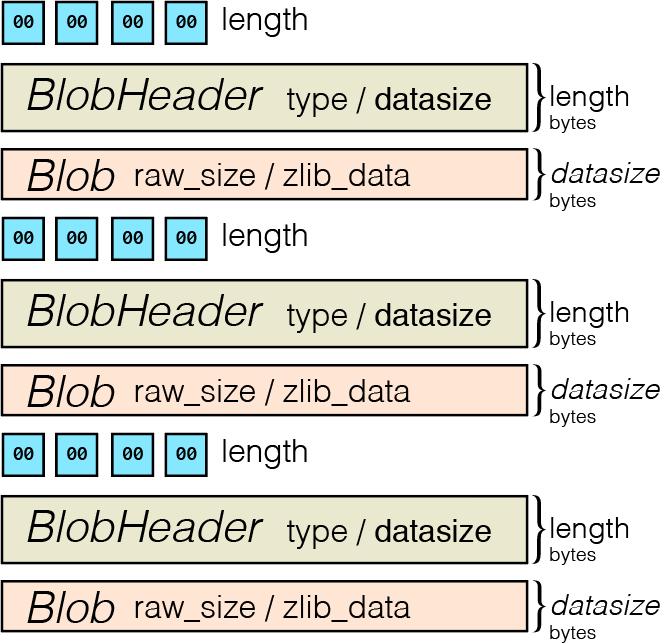 00 00 00 00 length
BlobHeader type / datasize length
bytes
Blob raw_size / zlib_data datasize
bytes
00 00 00 00 length
BlobHeader type / datasize length
bytes
Blob raw_size / zlib_data datasize
bytes
00 00 00 00 length
BlobHeader type / datasize length
bytes
Blob raw_size / zlib_data datasize
bytes